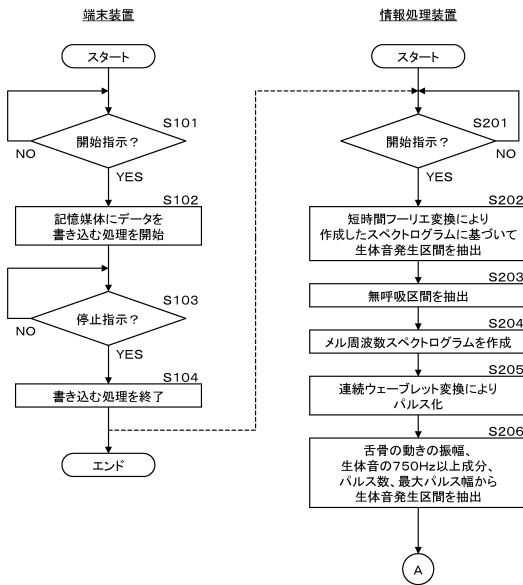 端末装置
スタート
S101
開始指示？
NO
YES
S102
記憶媒体にデータを
書き込む処理を開始
S103
停止指示？
NO
YES
S104
書き込む処理を終了
エンド
情報処理装置
スタート
S201
開始指示？
NO
YES
S202
短時間フーリエ変換により
作成したスペクトログラムに基づいて
生体音発生区間を抽出
S203
無呼吸区間を抽出
S204
メル周波数スペクトログラムを作成
S205
連続ウェーブレット変換により
パルス化
S206
舌骨の動きの振幅、
生体音の750Hz以上成分、
パルス数、最大パルス幅から
生体音発生区間を抽出
A